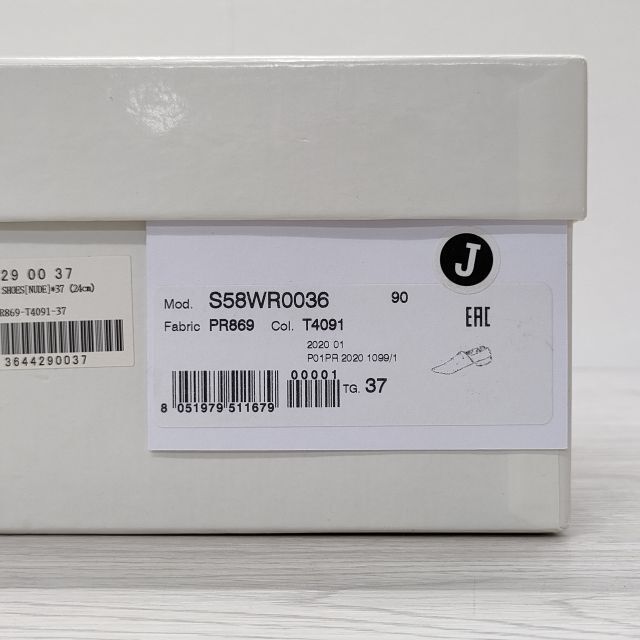 29 00 37
SHOES[NUDE]*37 (24cm)
R869-T4091-37
3644290037
J
Mod. S58WR0036 90
Fabric PR869 Col. T4091
EAC
2020 01
P01PR 2020 1099/1
00001
TG. 37
8 051979 511679